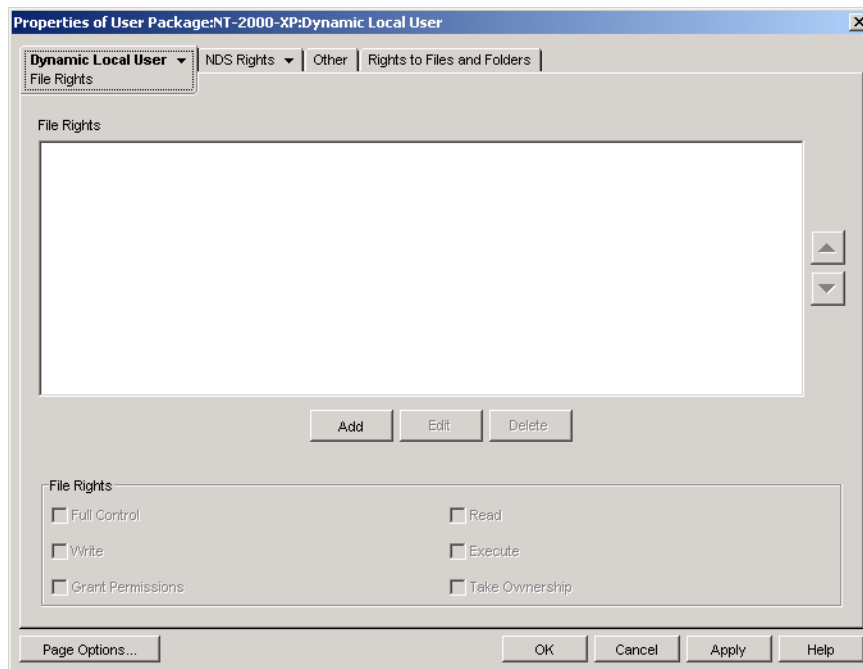 Properties of User Package:NT-2000-XP:Dynamic Local User
Dynamic Local User NDS Rights Other Rights to Files and Folders
File Rights
File Rights
Add Edit Delete
File Rights
Full Control Read
Write Execute
Grant Permissions Take Ownership
Page Options... OK Cancel Apply Help